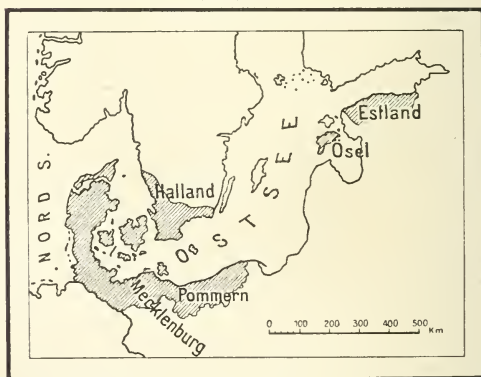 NORD S.
OSTSEE
Estland
Ösel
Halland
Mecklenburg
Pommern
0 100 200 300 400 500
Km